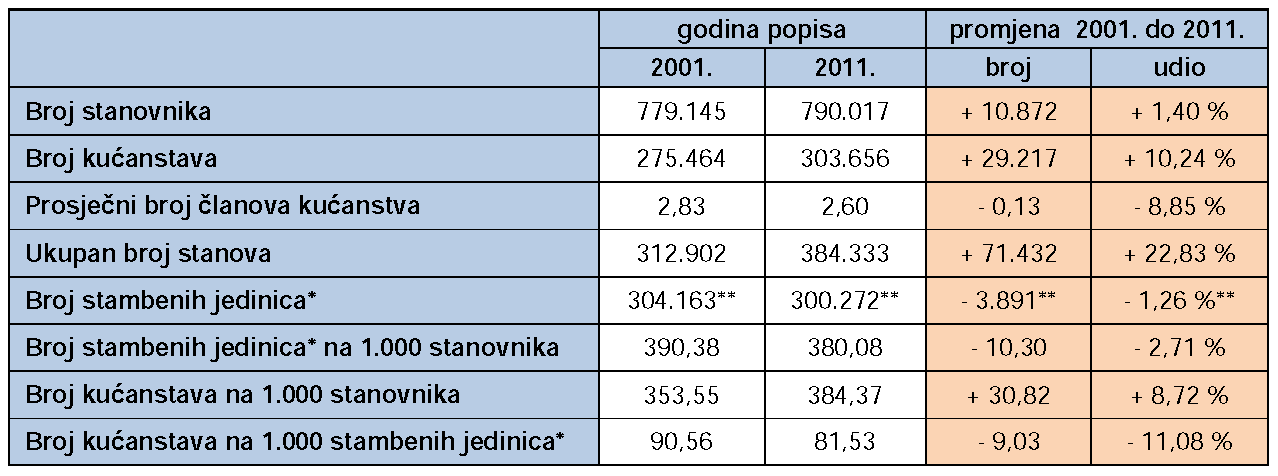 godina popisa promjena 2001. do 2011.
2001. 2011. broj udio
Broj stanovnika 779.145 790.017 + 10.872 + 1,40 %
Broj kućanstava 275.464 303.656 + 29.217 + 10,24 %
Prosječni broj članova kućanstva 2,83 2,60 - 0,13 - 8,85 %
Ukupan broj stanova 312.902 384.333 + 71.432 + 22,83 %
Broj stambenih jedinica* 304.163** 300.272** - 3.891** - 1,26 %**
Broj stambenih jedinica* na 1.000 stanovnika 390,38 380,08 - 10,30 - 2,71 %
Broj kućanstava na 1.000 stanovnika 353,55 384,37 + 30,82 + 8,72 %
Broj kućanstava na 1.000 stambenih jedinica* 90,56 81,53 - 9,03 - 11,08 %